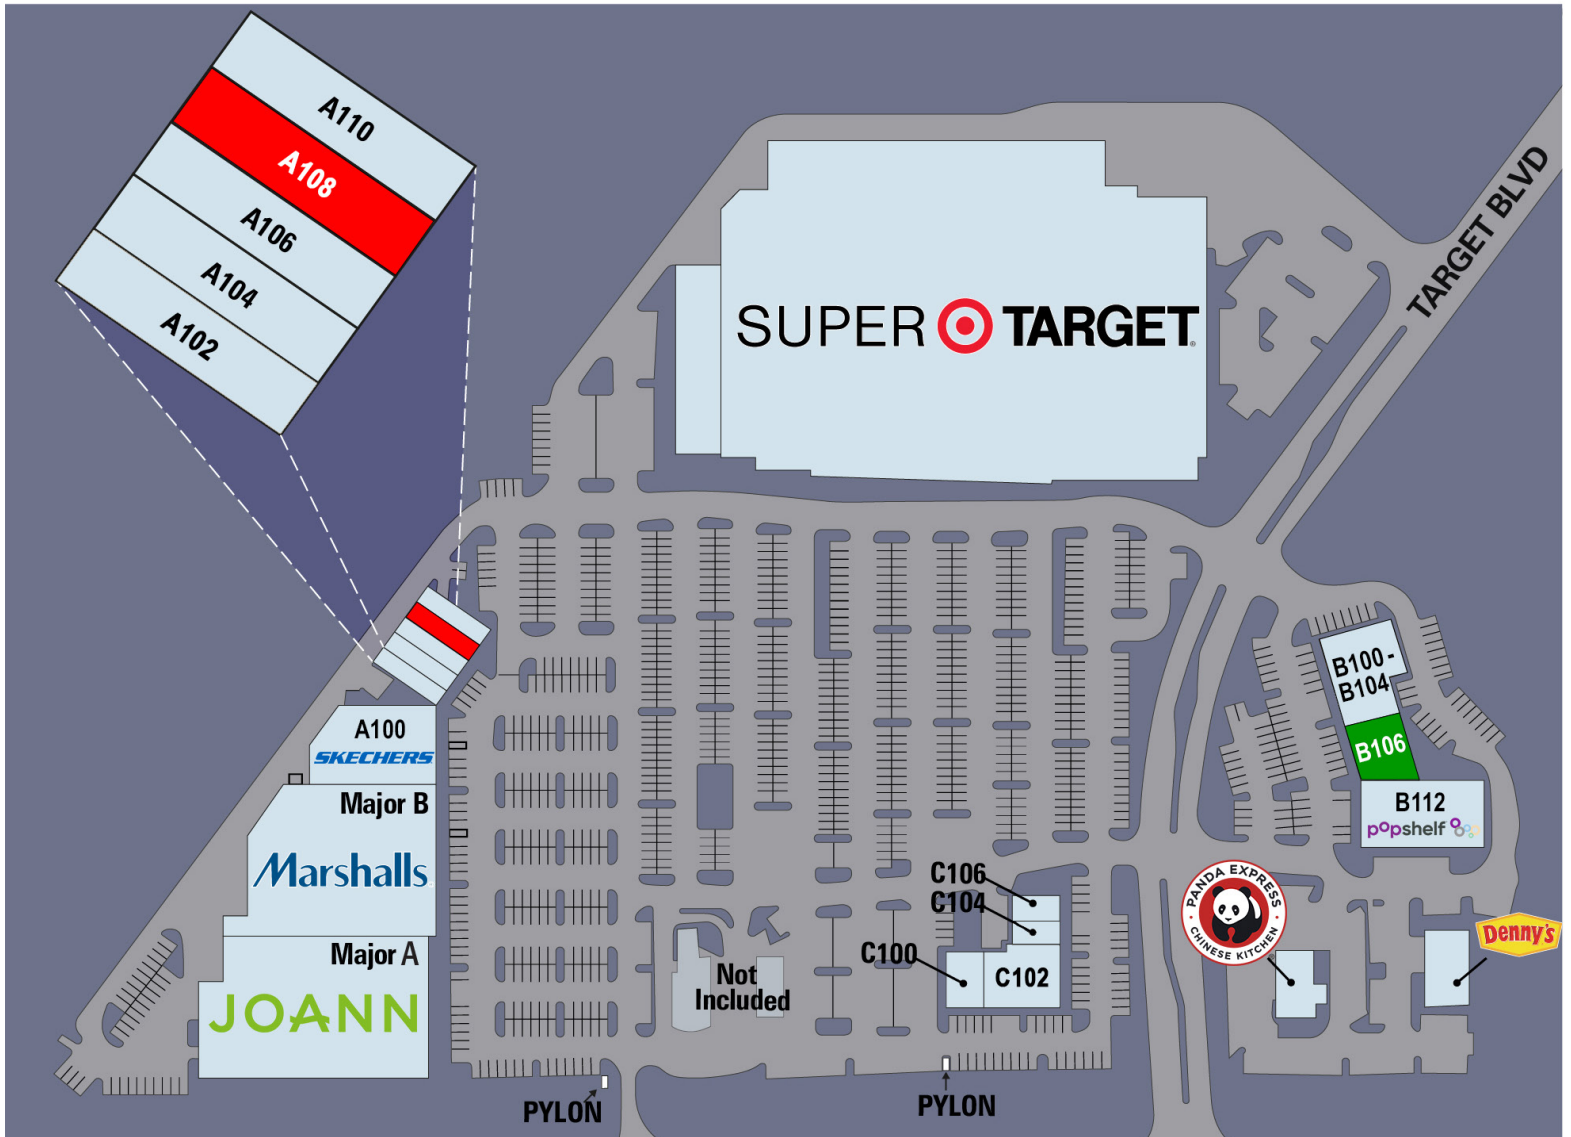 A110
A108
A106
A104
A102
SUPER TARGET
TARGET BLVD
A100
SKECHERS
Major B
Marshalls
Major A
JOANN
PYLON
Not
Included
C106
C104
C100
C102
PYLON
B100 -
B104
B106
B112
popshelf
PANDA EXPRESS
CHINESE KITCHEN
Denny's